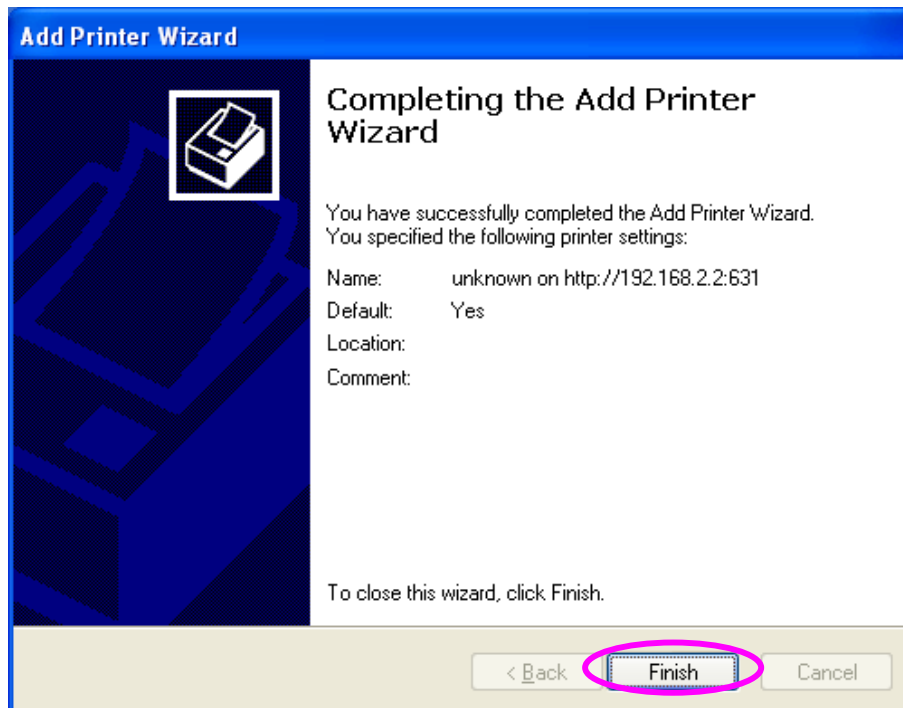 Add Printer Wizard
Completing the Add Printer
Wizard
You have successfully completed the Add Printer Wizard.
You specified the following printer settings:
Name: unknown on http://192.168.2.2:631
Default: Yes
Location:
Comment:
To close this wizard, click Finish.
< Back Finish Cancel